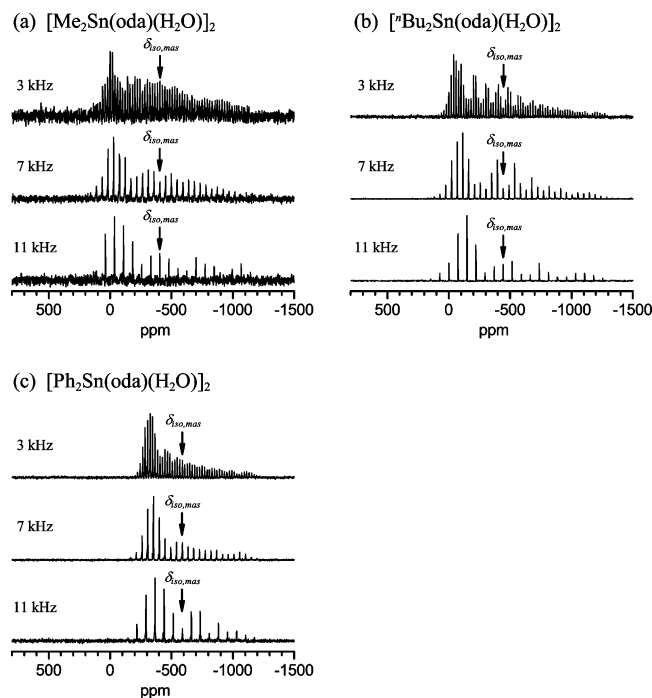 (a) [Me₂Sn(oda)(H₂O)]₂
δiso,mas
3 kHz
δiso,mas
7 kHz
δiso,mas
11 kHz
500 0 -500 -1000 -1500
ppm
(b) [ⁿBu₂Sn(oda)(H₂O)]₂
δiso,mas
3 kHz
δiso,mas
7 kHz
δiso,mas
11 kHz
500 0 -500 -1000 -1500
ppm
(c) [Ph₂Sn(oda)(H₂O)]₂
δiso,mas
3 kHz
δiso,mas
7 kHz
δiso,mas
11 kHz
500 0 -500 -1000 -1500
ppm